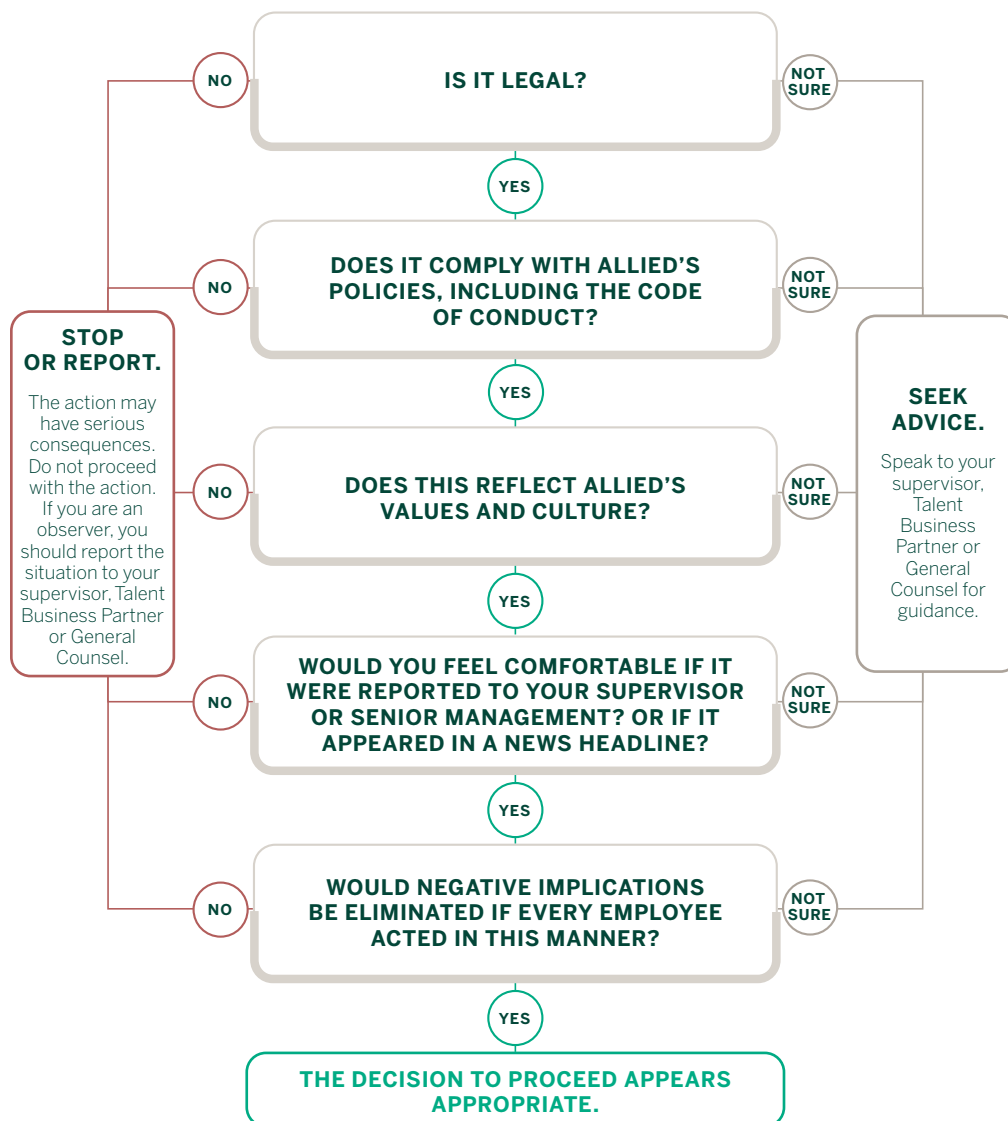 IS IT LEGAL?
NO
NOT
SURE
YES
DOES IT COMPLY WITH ALLIED'S
POLICIES, INCLUDING THE CODE
OF CONDUCT?
NO
NOT
SURE
YES
STOP
OR REPORT.
The action may
have serious
consequences.
Do not proceed
with the action.
If you are an
observer, you
should report the
situation to your
supervisor, Talent
Business Partner
or General
Counsel.
SEEK
ADVICE.
Speak to your
supervisor,
Talent
Business
Partner or
General
Counsel for
guidance.
DOES THIS REFLECT ALLIED'S
VALUES AND CULTURE?
NO
NOT
SURE
YES
WOULD YOU FEEL COMFORTABLE IF IT
WERE REPORTED TO YOUR SUPERVISOR
OR SENIOR MANAGEMENT? OR IF IT
APPEARED IN A NEWS HEADLINE?
NO
NOT
SURE
YES
WOULD NEGATIVE IMPLICATIONS
BE ELIMINATED IF EVERY EMPLOYEE
ACTED IN THIS MANNER?
NO
NOT
SURE
YES
THE DECISION TO PROCEED APPEARS
APPROPRIATE.